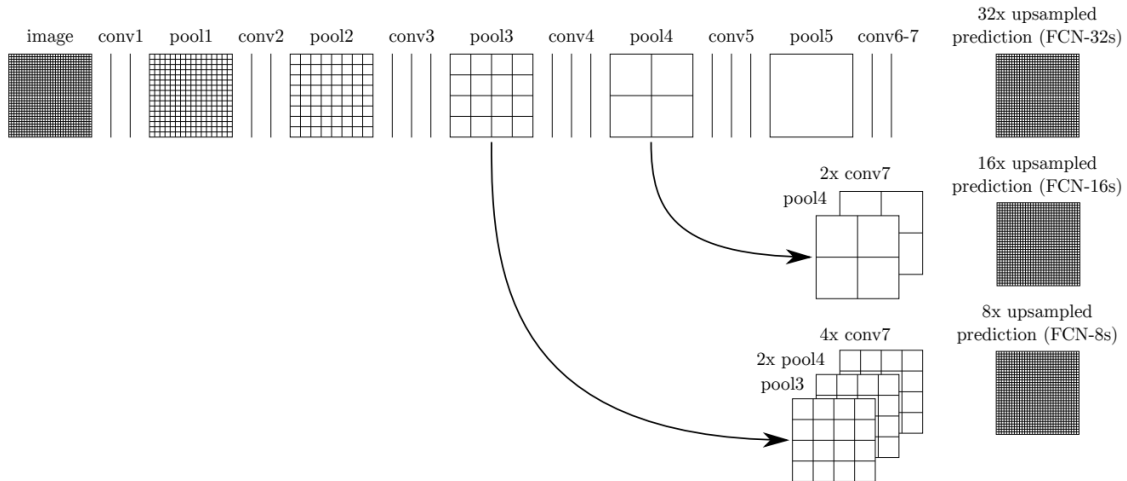 image conv1 pool1 conv2 pool2 conv3 pool3 conv4 pool4 conv5 pool5 conv6-7
32x upsampled
prediction (FCN-32s)
2x conv7
pool4
16x upsampled
prediction (FCN-16s)
4x conv7
2x pool4
pool3
8x upsampled
prediction (FCN-8s)